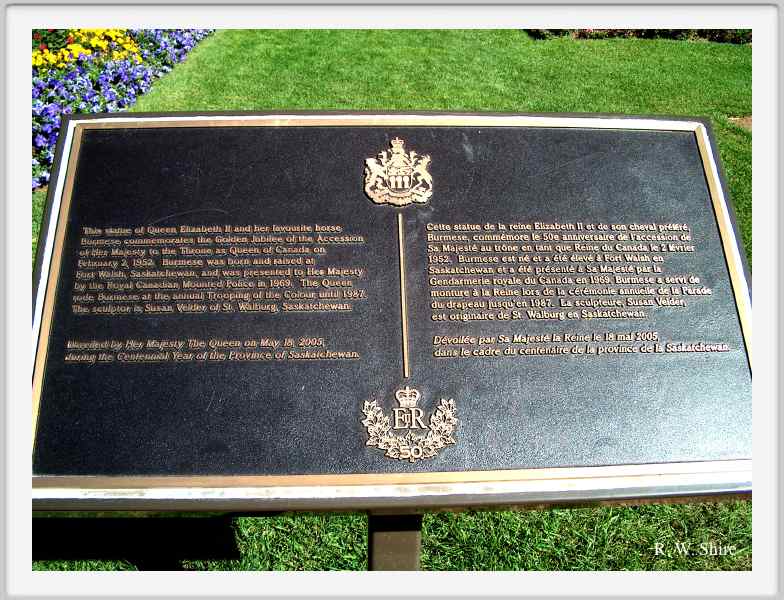 This statue of Queen Elizabeth II and her favourite horse
Burmese commemorates the Golden Jubilee of the Accession
of Her Majesty to the Throne as Queen of Canada on
February 2, 1952. Burmese was born and raised at
Fort Walsh, Saskatchewan, and was presented to Her Majesty
by the Royal Canadian Mounted Police in 1969. The Queen
rode Burmese at the annual Trooping of the Colour until 1987.
The sculptor is Susan Velder of St. Walburg, Saskatchewan.
Unveiled by Her Majesty The Queen on May 18, 2005,
during the Centennial Year of the Province of Saskatchewan.
Cette statue de la reine Elizabeth II et de son cheval préféré,
Burmese, commémore le 50e anniversaire de l'accession de
Sa Majesté au trône en tant que Reine du Canada, le 2 février
1952. Burmese est né et a été élevé à Fort Walsh en
Saskatchewan et a été présenté à Sa Majesté par la
Gendarmerie royale du Canada en 1969. Burmese a servi de
monture à la Reine lors de la cérémonie annuelle de la Parade
du drapeau jusqu'en 1987. La sculpteure, Susan Velder,
est originaire de St. Walburg en Saskatchewan.
Dévoilée par Sa Majesté la Reine le 18 mai 2005,
dans le cadre du centenaire de la province de la Saskatchewan.
EIIR
50
R. W. Shire